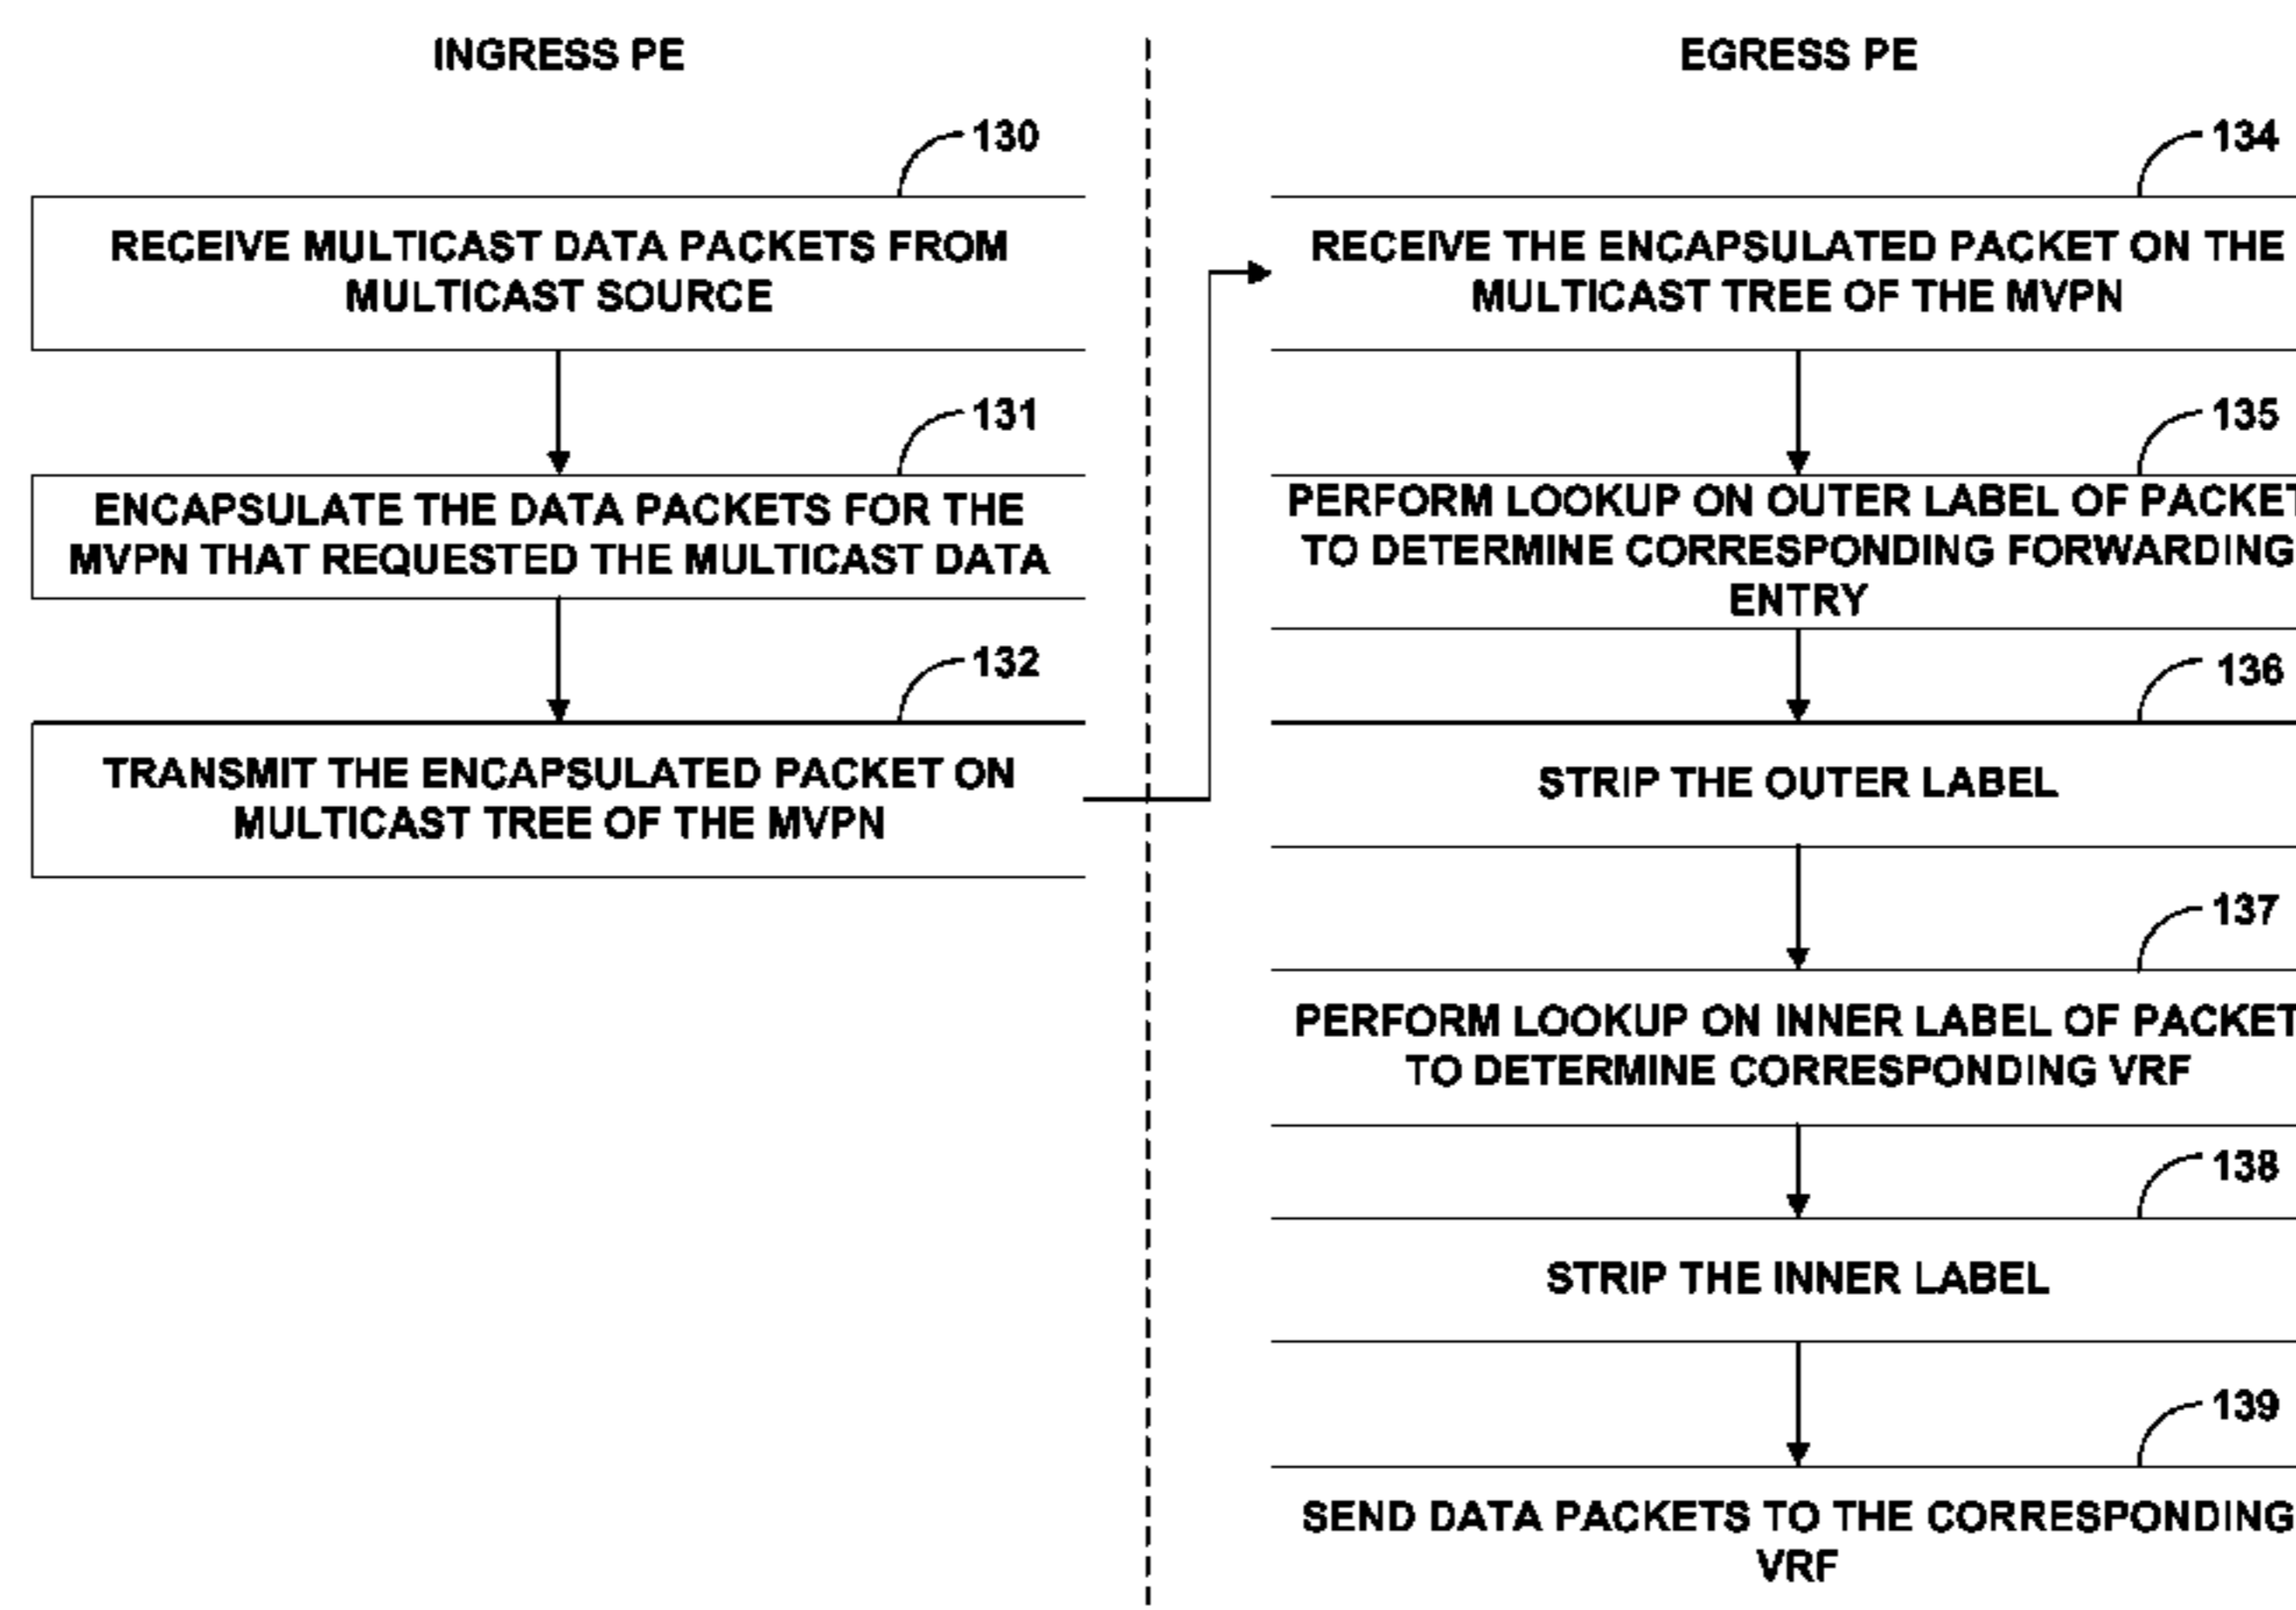 INGRESS PE
130
RECEIVE MULTICAST DATA PACKETS FROM
MULTICAST SOURCE
131
ENCAPSULATE THE DATA PACKETS FOR THE
MVPN THAT REQUESTED THE MULTICAST DATA
132
TRANSMIT THE ENCAPSULATED PACKET ON
MULTICAST TREE OF THE MVPN
EGRESS PE
134
RECEIVE THE ENCAPSULATED PACKET ON THE
MULTICAST TREE OF THE MVPN
135
PERFORM LOOKUP ON OUTER LABEL OF PACKET
TO DETERMINE CORRESPONDING FORWARDING
ENTRY
136
STRIP THE OUTER LABEL
137
PERFORM LOOKUP ON INNER LABEL OF PACKET
TO DETERMINE CORRESPONDING VRF
138
STRIP THE INNER LABEL
139
SEND DATA PACKETS TO THE CORRESPONDING
VRF